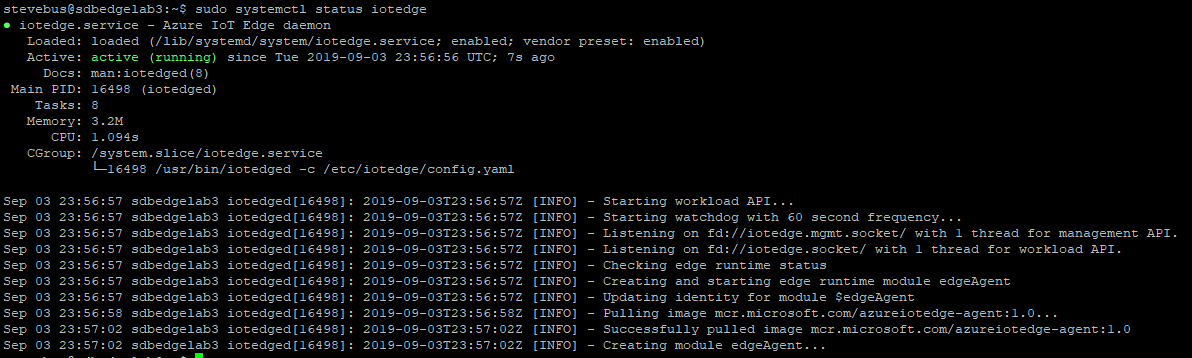 stevebus@sdbedgelab3:~$ sudo systemctl status iotedge
● iotedge.service - Azure IoT Edge daemon
Loaded: loaded (/lib/systemd/system/iotedge.service; enabled; vendor preset: enabled)
Active: active (running) since Tue 2019-09-03 23:56:56 UTC; 7s ago
Docs: man:iotedged(8)
Main PID: 16498 (iotedged)
Tasks: 8
Memory: 3.2M
CPU: 1.094s
CGroup: /system.slice/iotedge.service
└─16498 /usr/bin/iotedged -c /etc/iotedge/config.yaml
Sep 03 23:56:57 sdbedgelab3 iotedged[16498]: 2019-09-03T23:56:57Z [INFO] - Starting workload API...
Sep 03 23:56:57 sdbedgelab3 iotedged[16498]: 2019-09-03T23:56:57Z [INFO] - Starting watchdog with 60 second frequency...
Sep 03 23:56:57 sdbedgelab3 iotedged[16498]: 2019-09-03T23:56:57Z [INFO] - Listening on fd://iotedge.mgmt.socket/ with 1 thread for management API.
Sep 03 23:56:57 sdbedgelab3 iotedged[16498]: 2019-09-03T23:56:57Z [INFO] - Listening on fd://iotedge.socket/ with 1 thread for workload API.
Sep 03 23:56:57 sdbedgelab3 iotedged[16498]: 2019-09-03T23:56:57Z [INFO] - Checking edge runtime status
Sep 03 23:56:57 sdbedgelab3 iotedged[16498]: 2019-09-03T23:56:57Z [INFO] - Creating and starting edge runtime module edgeAgent
Sep 03 23:56:57 sdbedgelab3 iotedged[16498]: 2019-09-03T23:56:57Z [INFO] - Updating identity for module $edgeAgent
Sep 03 23:56:58 sdbedgelab3 iotedged[16498]: 2019-09-03T23:56:58Z [INFO] - Pulling image mcr.microsoft.com/azureiotedge-agent:1.0...
Sep 03 23:57:02 sdbedgelab3 iotedged[16498]: 2019-09-03T23:57:02Z [INFO] - Successfully pulled image mcr.microsoft.com/azureiotedge-agent:1.0
Sep 03 23:57:02 sdbedgelab3 iotedged[16498]: 2019-09-03T23:57:02Z [INFO] - Creating module edgeAgent...